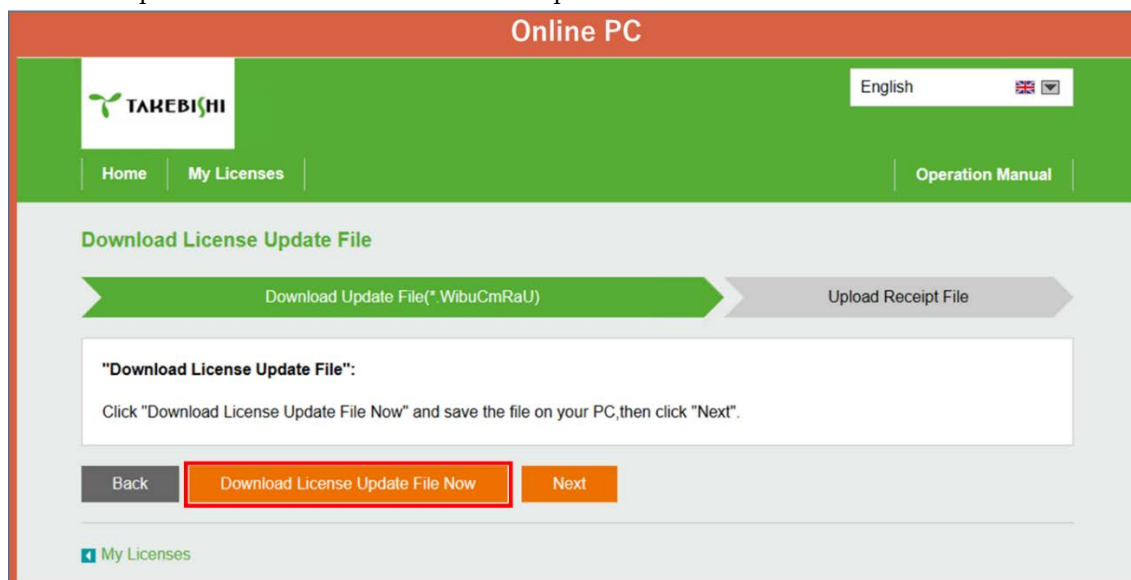 Online PC
TAKEBISHI
English
Home
My Licenses
Operation Manual
Download License Update File
Download Update File(*.WibuCmRaU)
Upload Receipt File
"Download License Update File":
Click "Download License Update File Now" and save the file on your PC,then click "Next".
Back
Download License Update File Now
Next
My Licenses